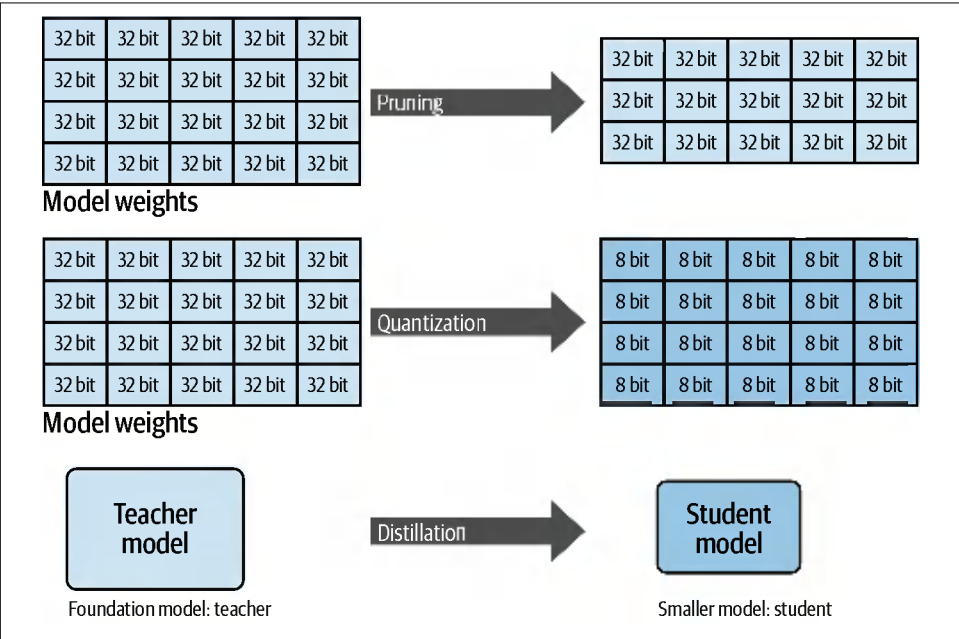 32 bit 32 bit 32 bit 32 bit 32 bit
32 bit 32 bit 32 bit 32 bit 32 bit
32 bit 32 bit 32 bit 32 bit 32 bit
32 bit 32 bit 32 bit 32 bit 32 bit
Model weights
Pruning
32 bit 32 bit 32 bit 32 bit 32 bit
32 bit 32 bit 32 bit 32 bit 32 bit
32 bit 32 bit 32 bit 32 bit 32 bit
32 bit 32 bit 32 bit 32 bit 32 bit
32 bit 32 bit 32 bit 32 bit 32 bit
32 bit 32 bit 32 bit 32 bit 32 bit
32 bit 32 bit 32 bit 32 bit 32 bit
Model weights
Quantization
8 bit 8 bit 8 bit 8 bit 8 bit
8 bit 8 bit 8 bit 8 bit 8 bit
8 bit 8 bit 8 bit 8 bit 8 bit
8 bit 8 bit 8 bit 8 bit 8 bit
Teacher
model
Foundation model: teacher
Distillation
Student
model
Smaller model: student